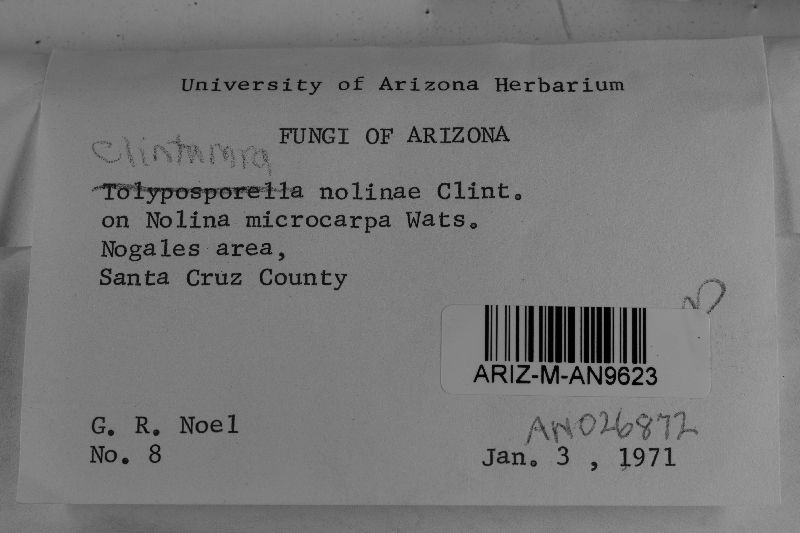 University of Arizona Herbarium
FUNGI OF ARIZONA
Clintamra
Tolyposporella nolinae Clint.
on Nolina microcarpa Wats.
Nogales area,
Santa Cruz County
ARIZ-M-AN9623
G. R. Noel
AN026872
No. 8
Jan. 3 , 1971